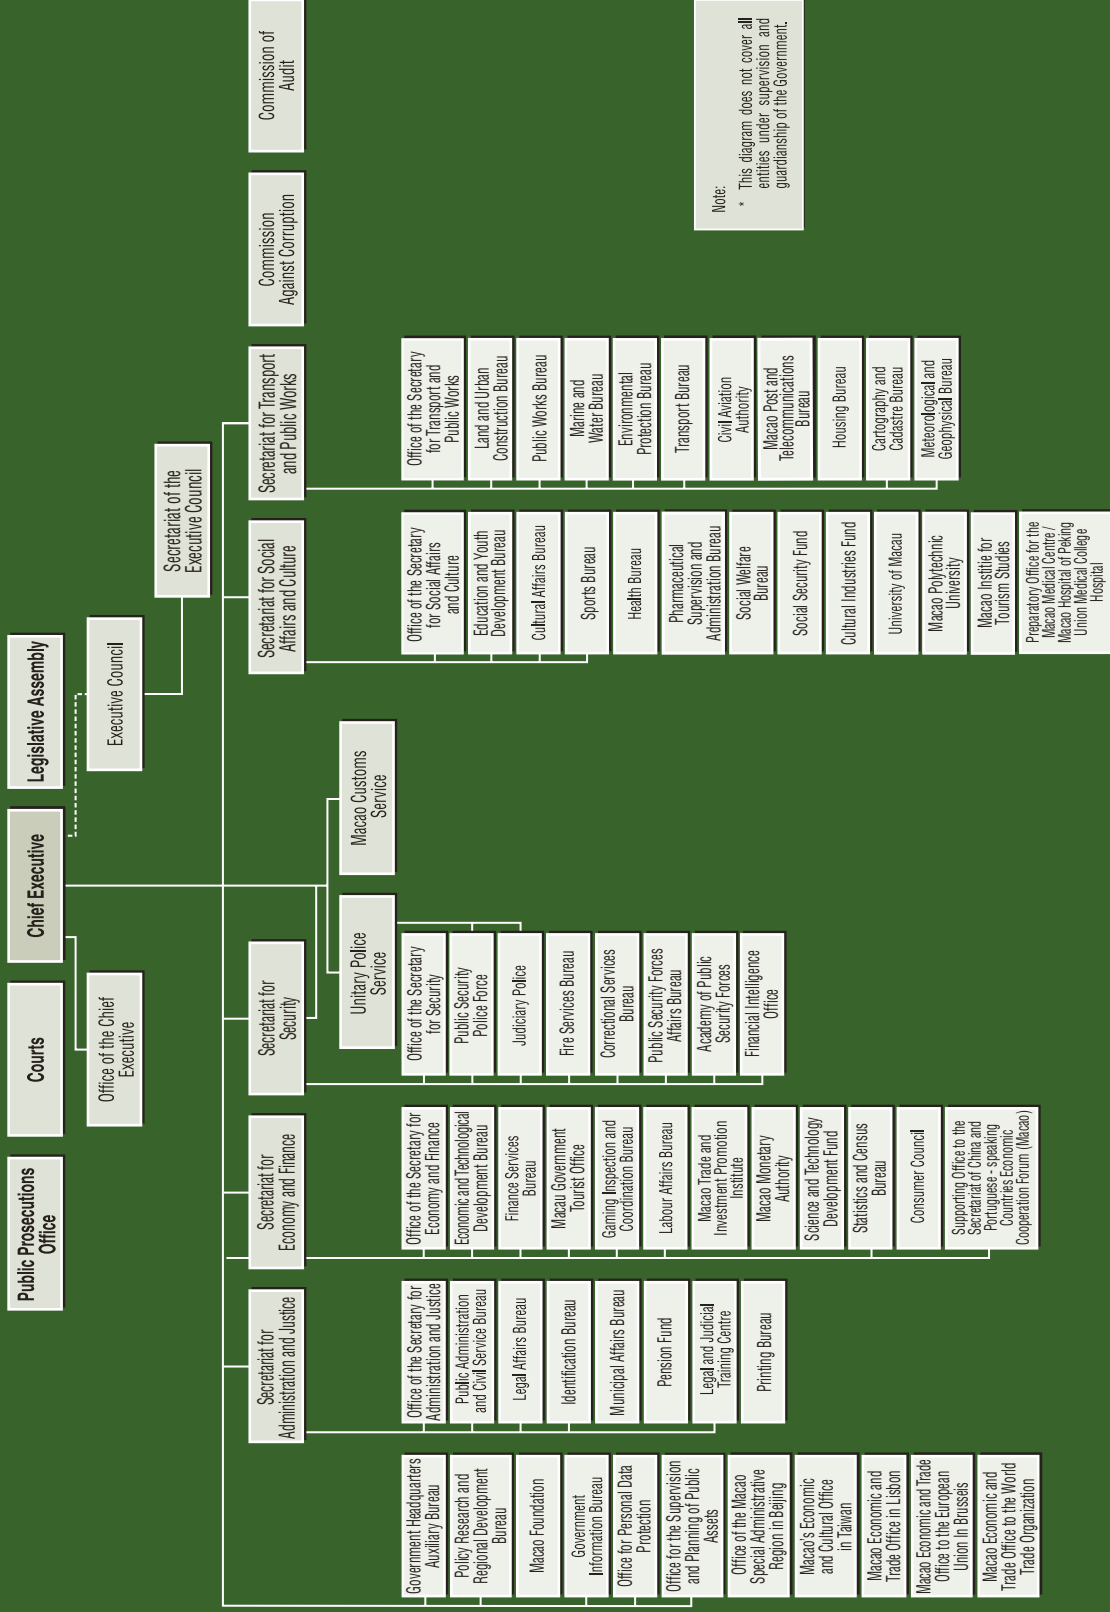 Public Prosecutions
Office
Courts
Chief Executive
Legislative Assembly
Office of the Chief
Executive
Executive Council
Secretariat of the
Executive Council
Secretariat for
Administration and Justice
Secretariat for
Economy and Finance
Secretariat for
Security
Secretariat for Social
Affairs and Culture
Secretariat for Transport
and Public Works
Commission
Against Corruption
Commission of
Audit
Unitary Police
Service
Macao Customs
Service
Government Headquarters
Auxiliary Bureau
Policy Research and
Regional Development
Bureau
Macao Foundation
Government
Information Bureau
Office for Personal Data
Protection
Office for the Supervision
and Planning of Public
Assets
Office of the Macao
Special Administrative
Region in Beijing
Macao's Economic
and Cultural Office
in Taiwan
Macao Economic and
Trade Office in Lisbon
Macao Economic and Trade
Office to the European
Union In Brusseis
Macao Economic and
Trade Office to the World
Trade Organization
Office of the Secretary for
Administration and Justice
Public Administration
and Civil Service Bureau
Legal Affairs Bureau
Identification Bureau
Municipal Affairs Bureau
Pension Fund
Legal and Judicial
Training Centre
Printing Bureau
Office of the Secretary for
Economy and Finance
Economic and Technological
Development Bureau
Finance Services
Bureau
Macau Government
Tourist Office
Gaming Inspection and
Coordination Bureau
Labour Affairs Bureau
Macao Trade and
Investment Promotion
Institute
Macao Monetary
Authority
Science and Technology
Development Fund
Statistics and Census
Bureau
Consumer Council
Supporting Office to the
Secretariat of China and
Portuguese - speaking
Countries Economic
Cooperation Forum (Macao)
Office of the Secretary
for Security
Public Security
Police Force
Judiciary Police
Fire Services Bureau
Correctional Services
Bureau
Public Security Forces
Affairs Bureau
Academy of Public
Security Forces
Financial Intelligence
Office
Office of the Secretary
for Social Affairs
and Culture
Education and Youth
Development Bureau
Cultural Affairs Bureau
Sports Bureau
Health Bureau
Pharmaceutical
Supervision and
Administration Bureau
Social Welfare
Bureau
Social Security Fund
Cultural Industries Fund
University of Macau
Macao Polytechnic
University
Macao Institie for
Tourism Studies
Preparatory Office for the
Macao Medical Centre /
Macao Hospital of Peking
Union Medical College
Hospital
Office of the Secretary
for Transport and
Public Works
Land and Urban
Construction Bureau
Public Works Bureau
Marine and
Water Bureau
Environmental
Protection Bureau
Transport Bureau
Civil Aviation
Authority
Macao Post and
Telecommunications
Bureau
Housing Bureau
Cartography and
Cadastre Bureau
Meteorological and
Geophysical Bureau
Note:
* This diagram does not cover all
entities under supervision and
guardianship of the Government.